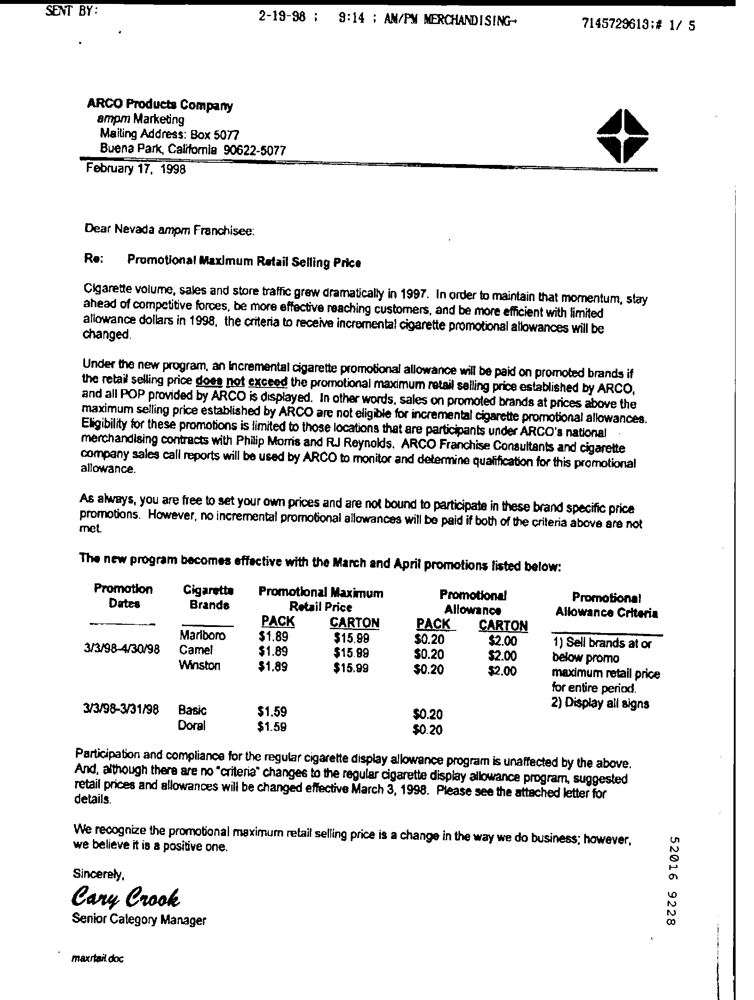 SENT BY:
2-19-98 ; 9:14 ; AM/PM MERCHANDISING→ 7145729613;# 1/ 5
ARCO Products Company
ampm Marketing
Mailing Address: Box 5077
Buena Park, California 90622-5077
February 17, 1998
Dear Nevada ampm Franchisee:
Re: Promotional Maximum Retail Selling Price
Cigarette volume, sales and store traffic grew dramatically in 1997. In order to maintain that momentum, stay
ahead of competitive forces, be more effective reaching customers, and be more efficient with limited
allowance dollars in 1998, the criteria to receive incremental cigarette promotional allowances will be
changed.
Under the new program, an incremental cigarette promotional allowance will be paid on promoted brands if
the retail selling price does not exceed the promotional maximum retail selling price established by ARCO,
and all POP provided by ARCO is displayed. In other words, sales on promoted brands at prices above the
maximum selling price established by ARCO are not eligible for incremental cigarette promotional allowances.
Eligibility for these promotions is limited to those locations that are participants under ARCO's national
merchandising contracts with Philip Morris and RJ Reynolds. ARCO Franchise Consultants and cigarette
company sales call reports will be used by ARCO to monitor and determine qualification for this promotional
allowance.
As always, you are free to set your own prices and are not bound to participate in these brand specific price
promotions. However, no incremental promotional allowances will be paid if both of the criteria above are not
met.
The new program becomes effective with the March and April promotions listed below:
Promotion Cigarette Promotional Maximum Promotional Promotional
Dates Brands Retail Price Allowance Allowance Criteria
PACK CARTON PACK CARTON
Marlboro $1.89 $15.99 $0.20 $2.00 1) Sell brands at or
3/3/98-4/30/98 Camel $1.89 $15.99 $0.20 $2.00 below promo
Winston $1.89 $15.99 $0.20 $2.00 maximum retail price
for entire period.
3/3/98-3/31/98 Basic $1.59 $0.20 2) Display all signs
Doral $1.59 $0.20
Participation and compliance for the regular cigarette display allowance program is unaffected by the above.
And, although there are no "criteria" changes to the regular cigarette display allowance program, suggested
retail prices and allowances will be changed effective March 3, 1998. Please see the attached letter for
details.
We recognize the promotional maximum retail selling price is a change in the way we do business; however,
we believe it is a positive one.
Sincerely,
Cary Crook
Senior Category Manager
maxrtail.doc
52016 9228